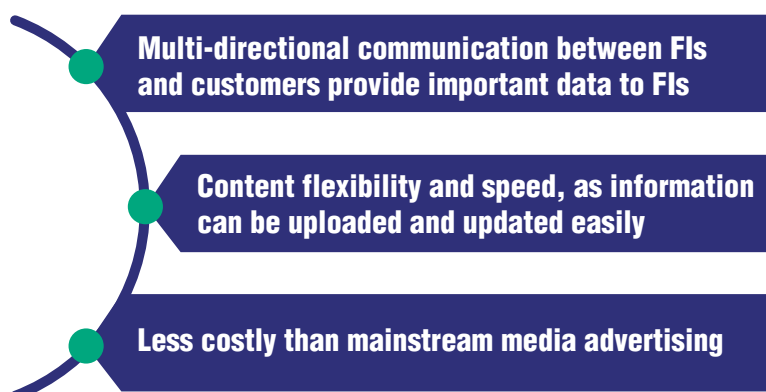 Multi-directional communication between FIs
and customers provide important data to FIs
Content flexibility and speed, as information
can be uploaded and updated easily
Less costly than mainstream media advertising